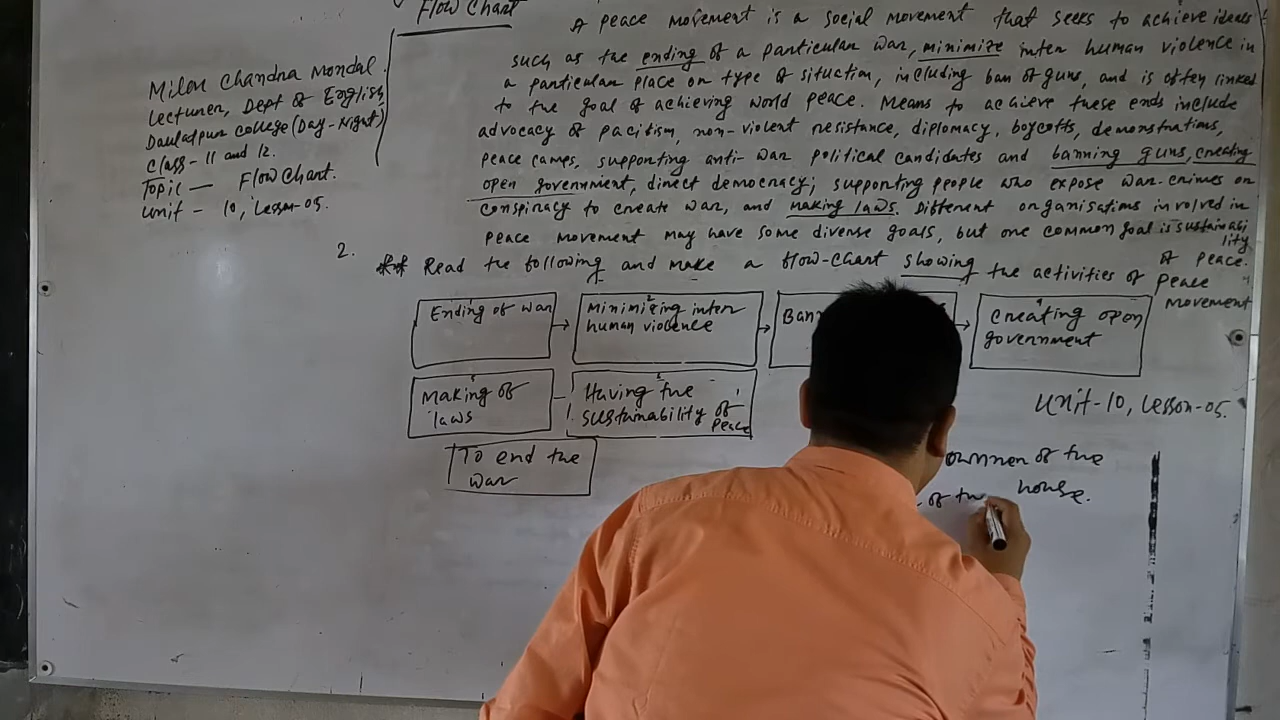 Flow Chart
Milon Chandra Mondal.
Lecturer, Dept of English,
Daulatpur College (Day-Night)
Class - 11 and 12.
Topic — Flow Chart.
Unit - 10, Lesson-05.
A peace movement is a social movement that seeks to achieve ideals
such as the ending of a particular war, minimize inter human violence in
a particular place or type of situation, including ban of guns, and is often linked
to the goal of achieving world peace. Means to achieve these ends include
advocacy of pacifism, non-violent resistance, diplomacy, boycotts, demonstrations,
peace camps, supporting anti-war political candidates and banning guns, creating
open government, direct democracy; supporting people who expose war-crimes or
conspiracy to create war, and making laws. Different organisations involved in
peace movement may have some diverse goals, but one common goal is sustainability
of peace.
2. ** Read the following and make a flow-chart showing the activities of peace
movement
Ending of war
2
Minimizing inter
human violence
Bann
4
Creating open
government
Making of
laws
Having the
sustainability of
peace
Unit-10, Lesson-05.
To end the
war
of the
house.
of the